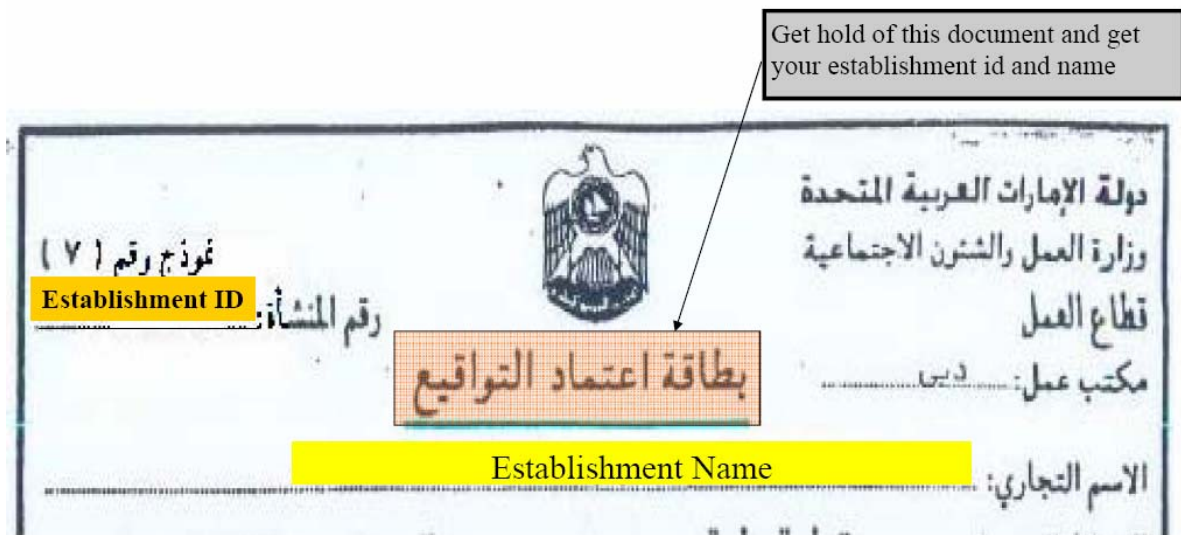 Get hold of this document and get
your establishment id and name
دولة الإمارات العربية المتحدة
وزارة العمل والشئون الاجتماعية
قطاع العمل
مكتب عمل: دبى
نموذج رقم ( ٧ )
Establishment ID
رقم المنشأة:
بطاقة اعتماد التواقيع
Establishment Name
الاسم التجاري: